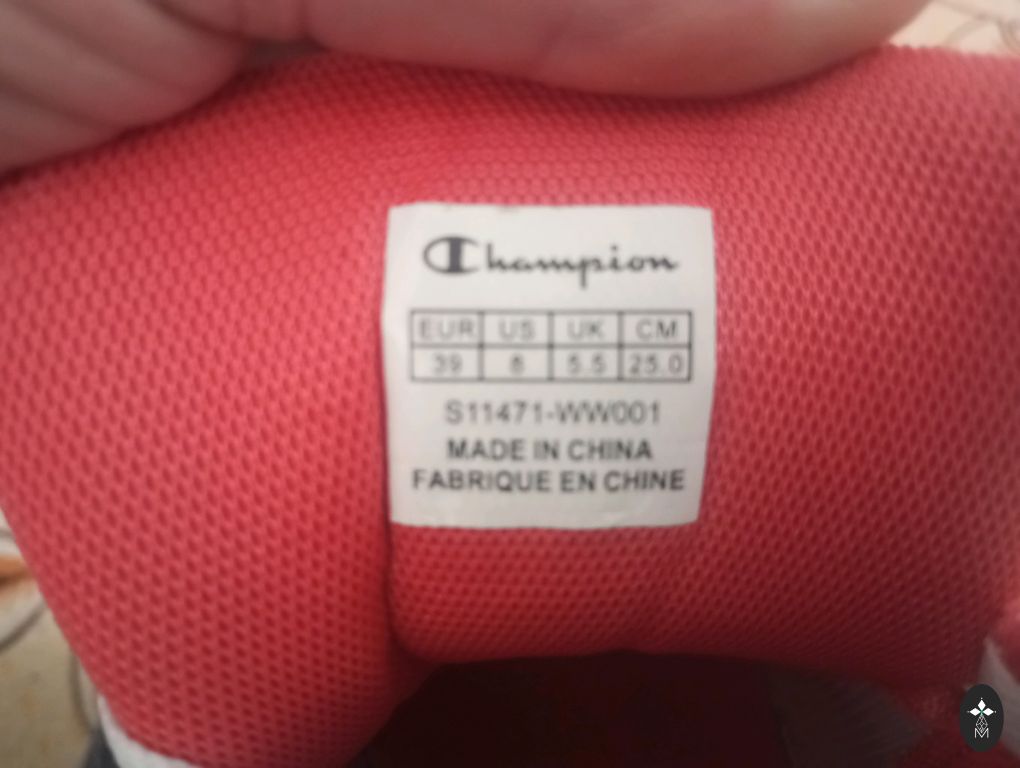 Champion
EUR US UK CM
39 8 5.5 25.0
S11471-WW001
MADE IN CHINA
FABRIQUE EN CHINE
M